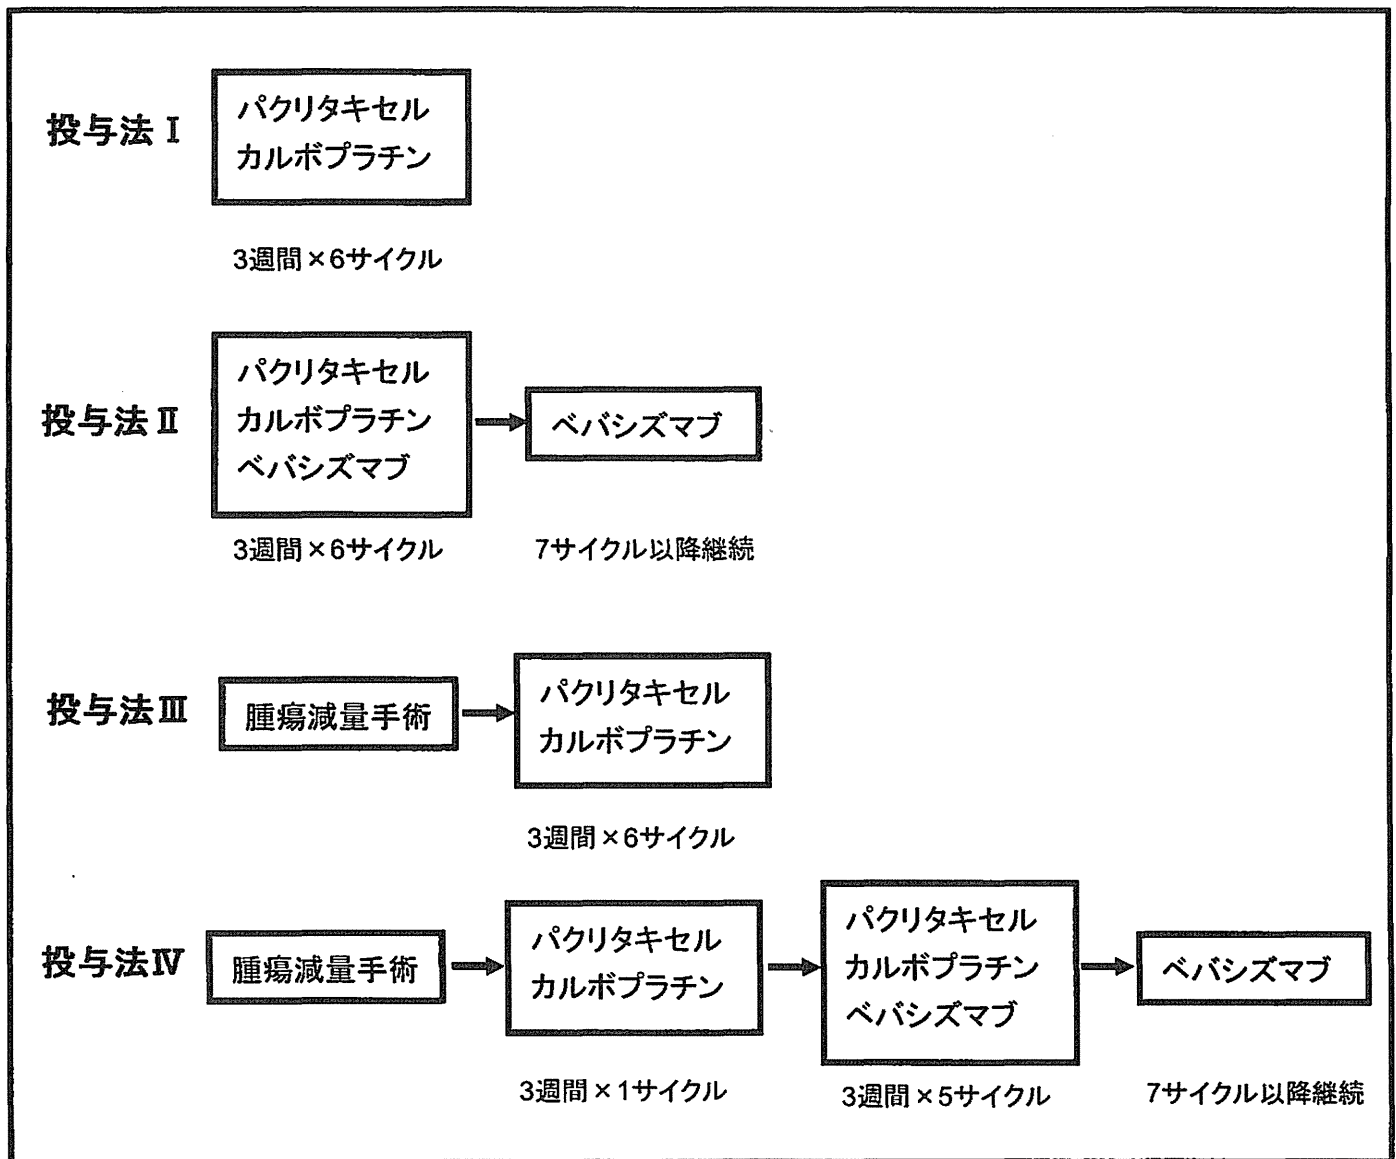 投与法Ⅰ
パクリタキセル
カルボプラチン
3週間×6サイクル
投与法Ⅱ
パクリタキセル
カルボプラチン
ベバシズマブ
ベバシズマブ
3週間×6サイクル
7サイクル以降継続
投与法Ⅲ
腫瘍減量手術
パクリタキセル
カルボプラチン
3週間×6サイクル
投与法Ⅳ
腫瘍減量手術
パクリタキセル
カルボプラチン
パクリタキセル
カルボプラチン
ベバシズマブ
ベバシズマブ
3週間×1サイクル
3週間×5サイクル
7サイクル以降継続